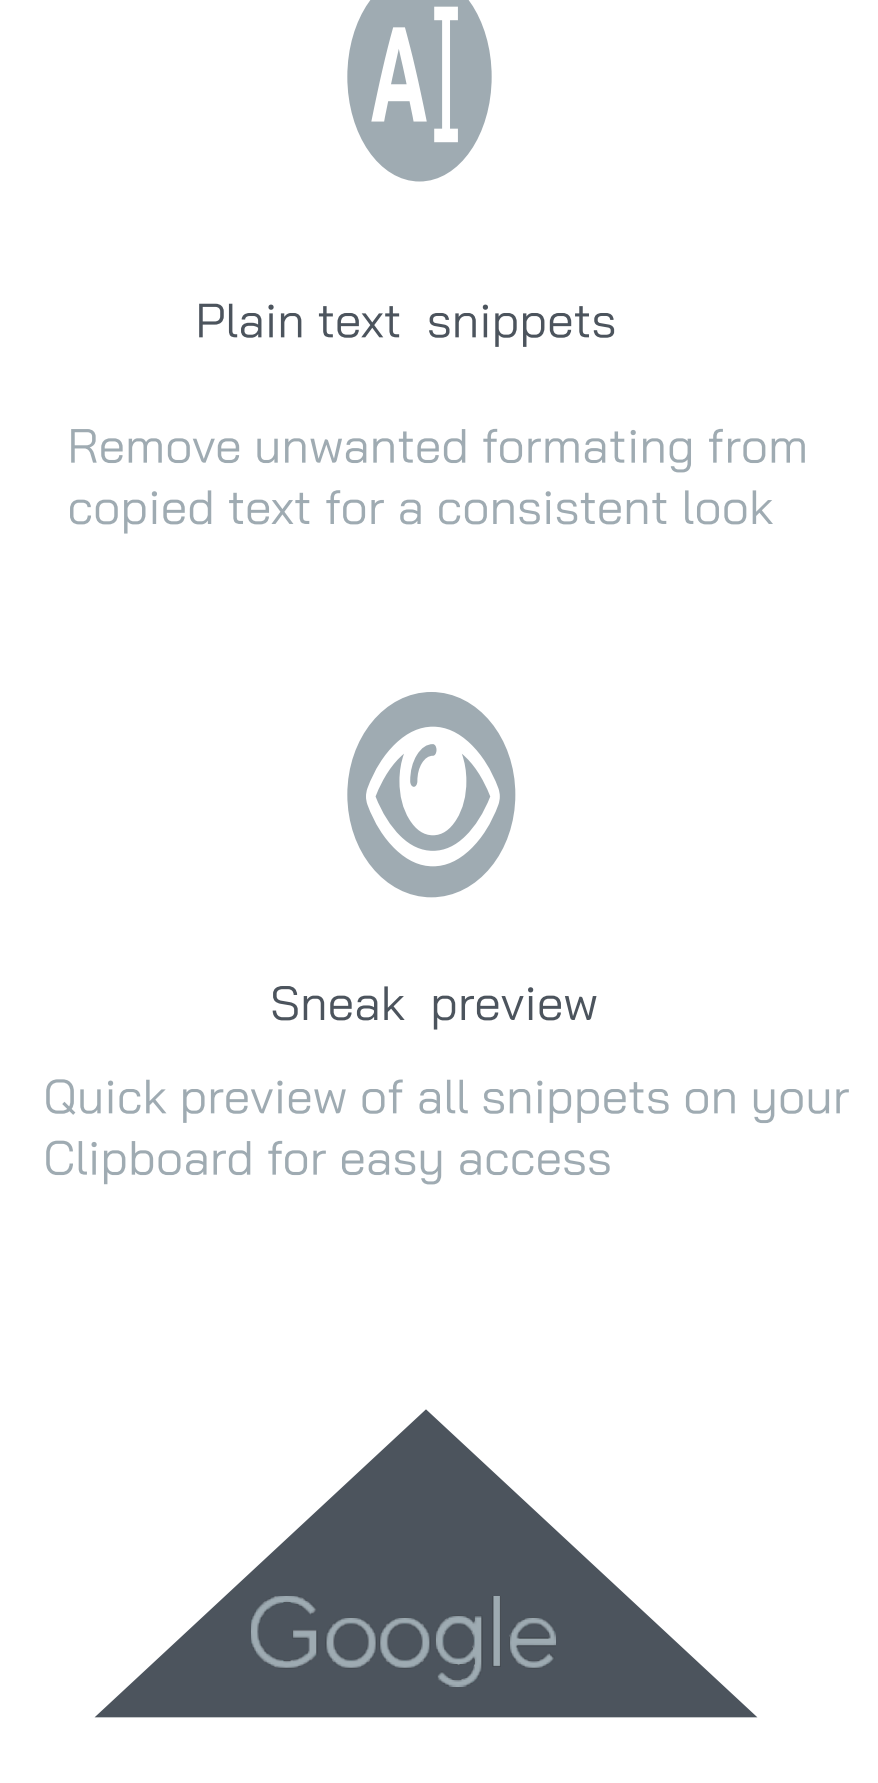 AI
Plain text snippets
Remove unwanted formating from
copied text for a consistent look
Sneak preview
Quick preview of all snippets on your
Clipboard for easy access
Google